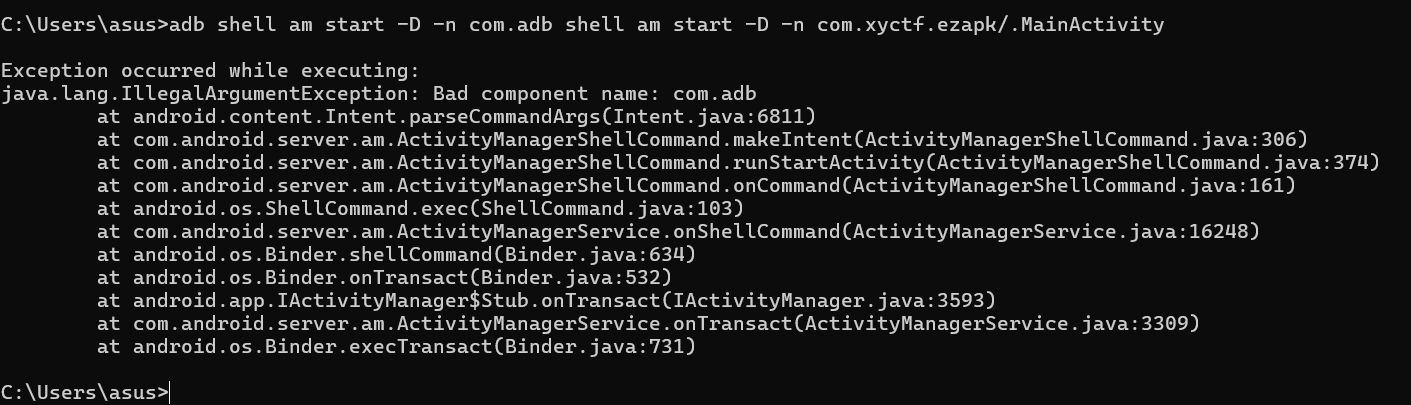 C:\Users\asus>adb shell am start -D -n com.adb shell am start -D -n com.xyctf.ezapk/.MainActivity
Exception occurred while executing:
java.lang.IllegalArgumentException: Bad component name: com.adb
at android.content.Intent.parseCommandArgs(Intent.java:6811)
at com.android.server.am.ActivityManagerShellCommand.makeIntent(ActivityManagerShellCommand.java:306)
at com.android.server.am.ActivityManagerShellCommand.runStartActivity(ActivityManagerShellCommand.java:374)
at com.android.server.am.ActivityManagerShellCommand.onCommand(ActivityManagerShellCommand.java:161)
at android.os.ShellCommand.exec(ShellCommand.java:103)
at com.android.server.am.ActivityManagerService.onShellCommand(ActivityManagerService.java:16248)
at android.os.Binder.shellCommand(Binder.java:634)
at android.os.Binder.onTransact(Binder.java:532)
at android.app.IActivityManager$Stub.onTransact(IActivityManager.java:3593)
at com.android.server.am.ActivityManagerService.onTransact(ActivityManagerService.java:3309)
at android.os.Binder.execTransact(Binder.java:731)
C:\Users\asus>